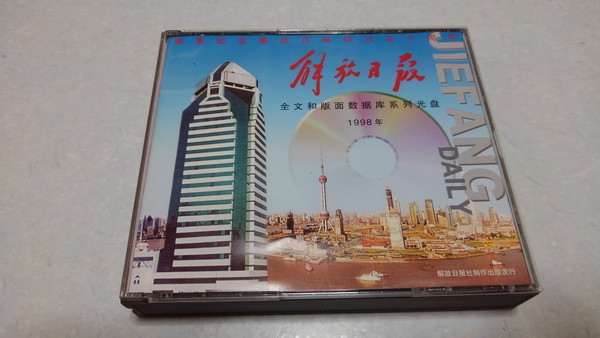 解放日报
全文和版面数据库系列光盘
1998年
JIEFANG
DAILY
解放日报社制作出版发行